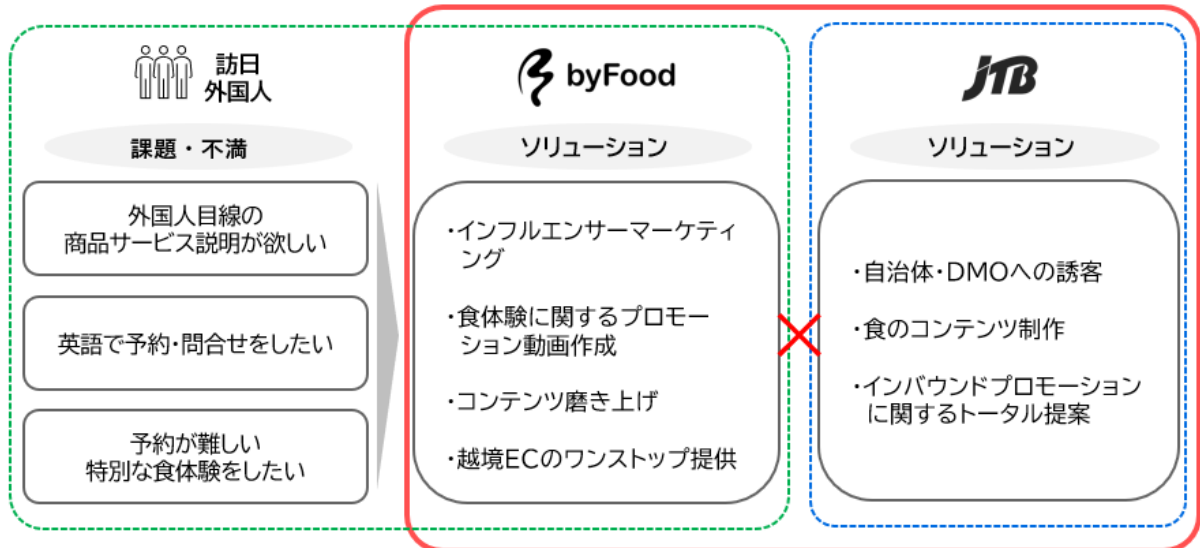 訪日
外国人
課題・不満
外国人目線の
商品サービス説明が欲しい
英語で予約・問合せをしたい
予約が難しい
特別な食体験をしたい
byFood
ソリューション
・インフルエンサーマーケティ
ング
・食体験に関するプロモー
ション動画作成
・コンテンツ磨き上げ
・越境ECのワンストップ提供
JTB
ソリューション
・自治体・DMOへの誘客
・食のコンテンツ制作
・インバウンドプロモーション
に関するトータル提案